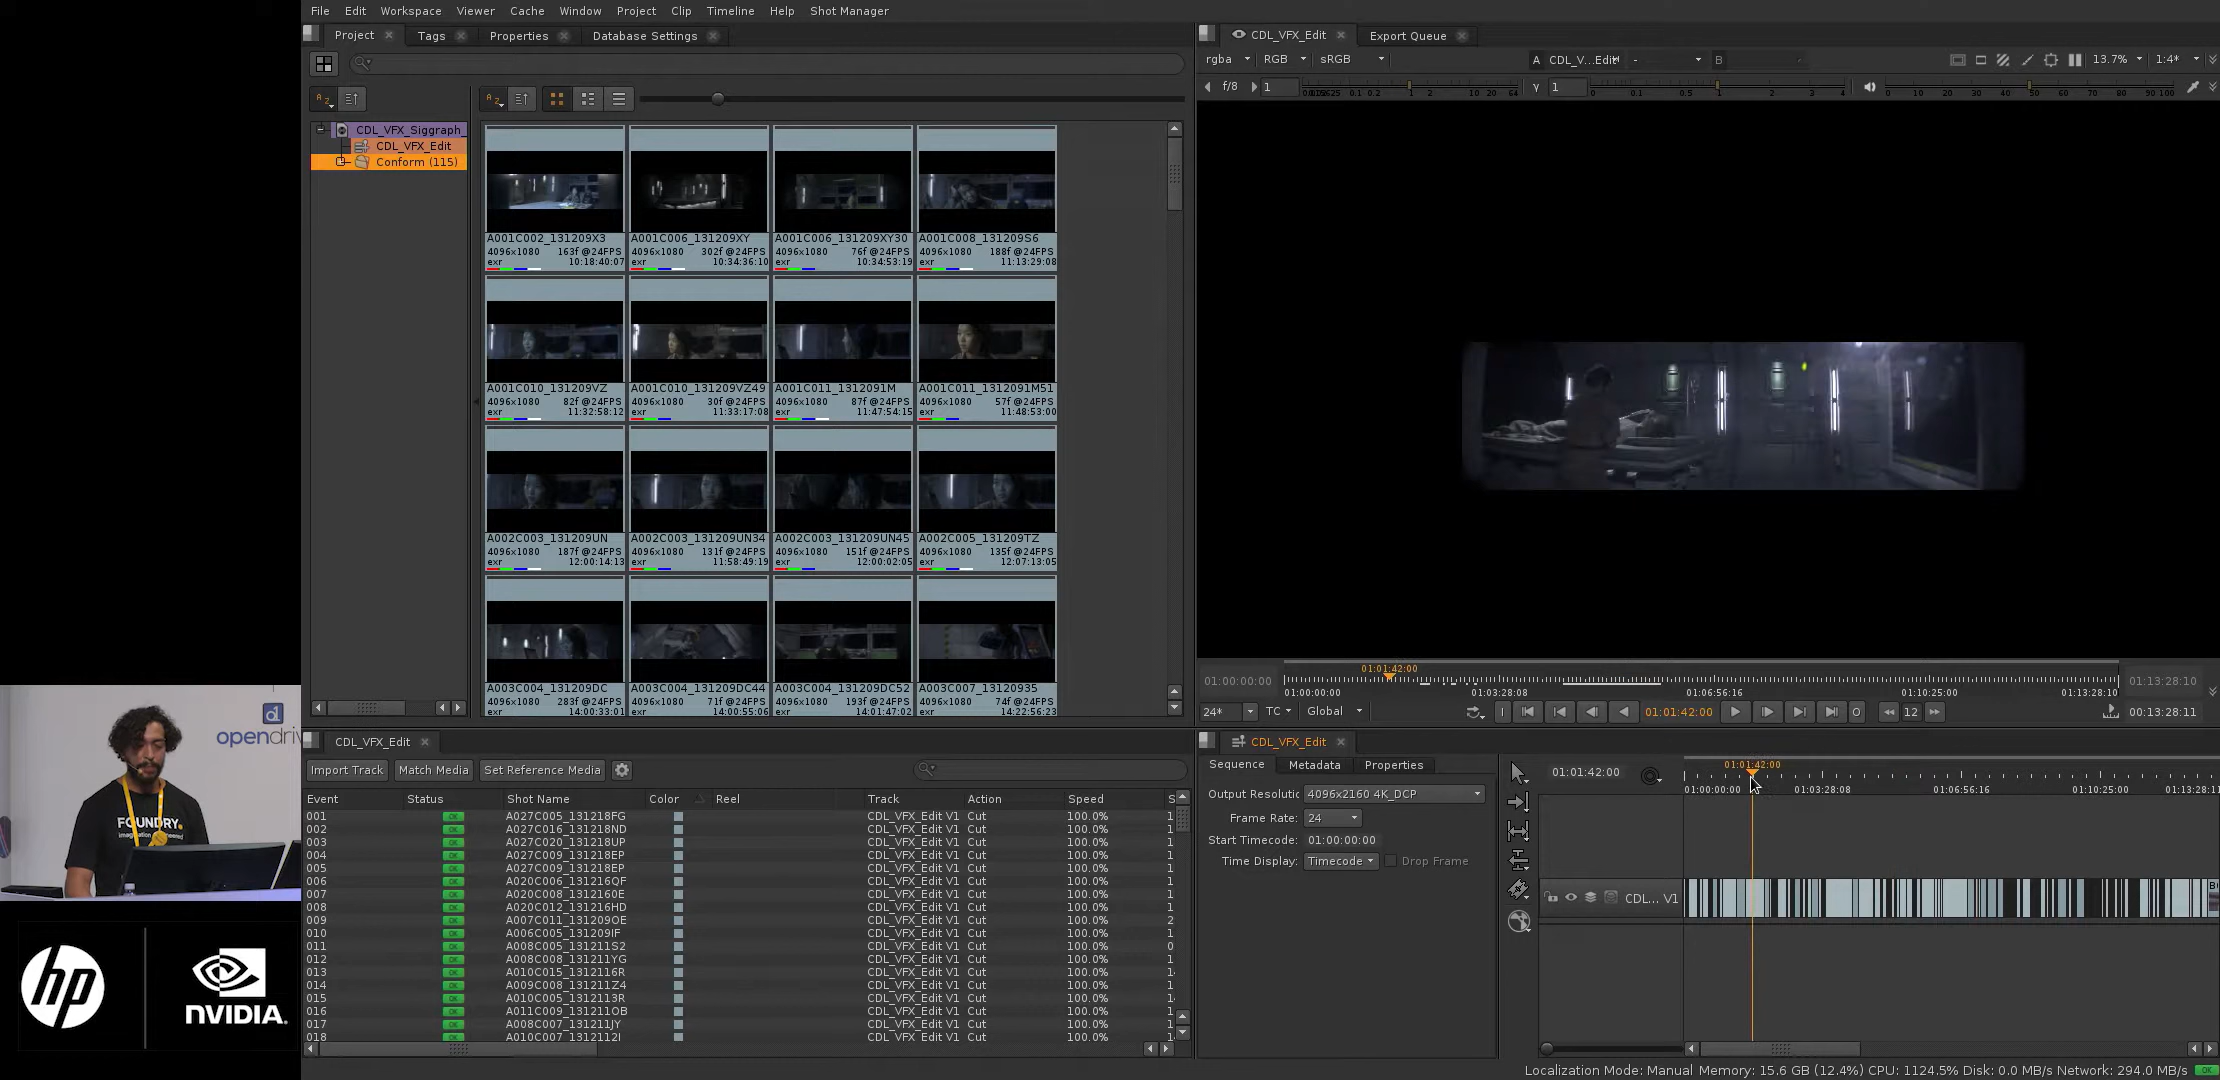 File Edit Workspace Viewer Cache Window Project Clip Timeline Help Shot Manager
Project Tags Properties Database Settings
CDL_VFX_Siggraph_
CDL_VFX_Edit
Conform (115)
A001C002_131209X3 A001C006_131209XY A001C006_131209XY30 A001C008_131209S6
4096x1080 163f @24FPS 4096x1080 302f @24FPS 4096x1080 76f @24FPS 4096x1080 188f @24FPS
exr 10:18:40:07 exr 10:34:36:10 exr 10:34:53:19 exr 11:13:29:08
A001C010_131209VZ A001C010_131209VZ49 A001C011_1312091M A001C011_1312091M51
4096x1080 82f @24FPS 4096x1080 30f @24FPS 4096x1080 87f @24FPS 4096x1080 57f @24FPS
exr 11:32:58:12 exr 11:33:17:08 exr 11:47:54:15 exr 11:48:53:00
A002C003_131209UN A002C003_131209UN34 A002C003_131209UN45 A002C005_131209TZ
4096x1080 187f @24FPS 4096x1080 131f @24FPS 4096x1080 151f @24FPS 4096x1080 135f @24FPS
exr 12:00:14:13 exr 11:58:49:19 exr 12:00:02:05 exr 12:07:13:05
A003C004_131209DC A003C004_131209DC44 A003C004_131209DC52 A003C007_13120935
4096x1080 283f @24FPS 4096x1080 71f @24FPS 4096x1080 193f @24FPS 4096x1080 74f @24FPS
exr 14:00:33:01 exr 14:00:55:06 exr 14:01:47:02 exr 14:22:56:23
CDL_VFX_Edit Export Queue
rgba RGB sRGB A CDL_V...Edit - B 13.7% 1:4*
f/8 1 γ 1
01:01:42:00
01:00:00:00 01:13:28:10
01:00:00:00 01:03:28:08 01:06:56:16 01:10:25:00 01:13:28:10
24* TC Global I 01:01:42:00 O 12 00:13:28:11
CDL_VFX_Edit
Import Track Match Media Set Reference Media
Event Status Shot Name Color Reel Track Action Speed S
001 OK A027C005_131218FG CDL_VFX_Edit V1 Cut 100.0% 1
002 OK A027C016_131218ND CDL_VFX_Edit V1 Cut 100.0% 1
003 OK A027C020_131218UP CDL_VFX_Edit V1 Cut 100.0% 1
004 OK A027C009_131218EP CDL_VFX_Edit V1 Cut 100.0% 1
005 OK A027C009_131218EP CDL_VFX_Edit V1 Cut 100.0% 1
006 OK A020C006_131216QF CDL_VFX_Edit V1 Cut 100.0% 1
007 OK A020C008_1312160E CDL_VFX_Edit V1 Cut 100.0% 1
008 OK A020C012_131216HD CDL_VFX_Edit V1 Cut 100.0% 1
009 OK A007C011_131209OE CDL_VFX_Edit V1 Cut 100.0% 2
010 OK A006C005_131209IF CDL_VFX_Edit V1 Cut 100.0% 1
011 OK A008C005_131211S2 CDL_VFX_Edit V1 Cut 100.0% 0
012 OK A008C008_131211YG CDL_VFX_Edit V1 Cut 100.0% 1
013 OK A010C015_1312116R CDL_VFX_Edit V1 Cut 100.0% 1
014 OK A009C008_131211Z4 CDL_VFX_Edit V1 Cut 100.0% 1
015 OK A010C005_1312113R CDL_VFX_Edit V1 Cut 100.0% 1
016 OK A011C009_131211OB CDL_VFX_Edit V1 Cut 100.0% 1
017 OK A008C007_131211JY CDL_VFX_Edit V1 Cut 100.0% 1
018 OK A010C007_1312112I CDL_VFX_Edit V1 Cut 100.0% 1
CDL_VFX_Edit
Sequence Metadata Properties
Output Resolutic 4096x2160 4K_DCP
Frame Rate: 24
Start Timecode: 01:00:00:00
Time Display: Timecode Drop Frame
01:01:42:00
01:01:42:00
01:00:00:00 01:03:28:08 01:06:56:16 01:10:25:00 01:13:28:11
CDL... V1
Localization Mode: Manual Memory: 15.6 GB (12.4%) CPU: 1124.5% Disk: 0.0 MB/s Network: 294.0 MB/s OK
opendriv
FOUNDRY.
hp
NVIDIA.